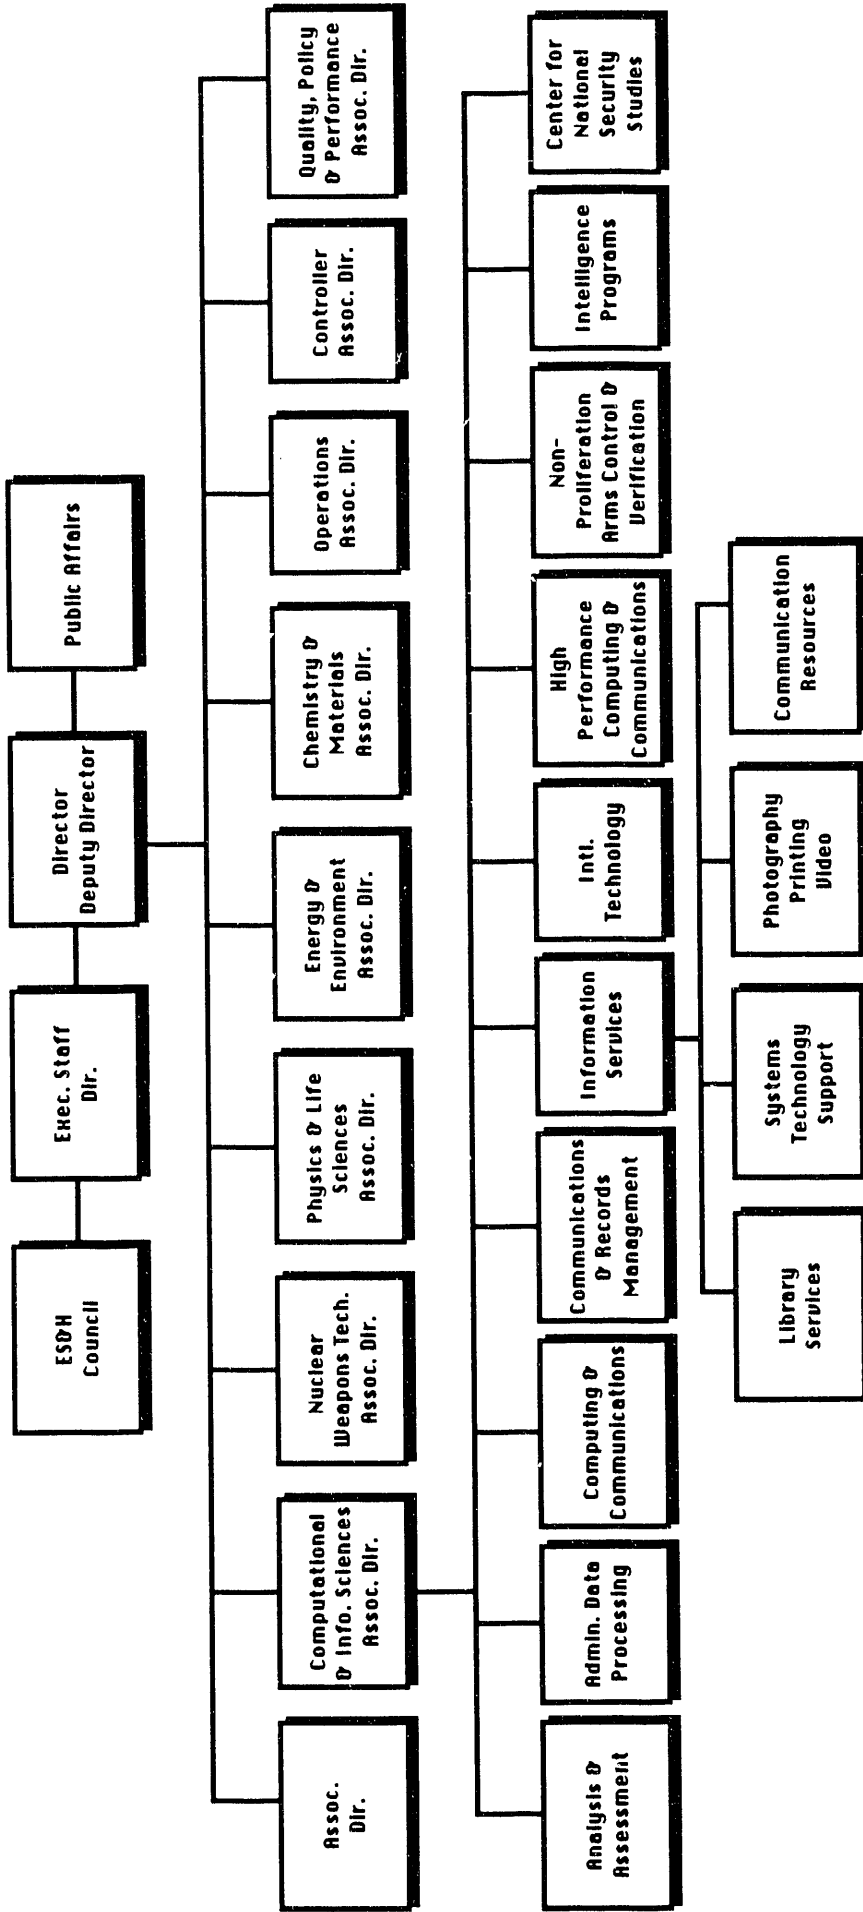 ES&H
Council
Exec. Staff
Dir.
Director
Deputy Director
Public Affairs
Assoc.
Dir.
Computational
& Info. Sciences
Assoc. Dir.
Nuclear
Weapons Tech.
Assoc. Dir.
Physics & Life
Sciences
Assoc. Dir.
Energy &
Environment
Assoc. Dir.
Chemistry &
Materials
Assoc. Dir.
Operations
Assoc. Dir.
Controller
Assoc. Dir.
Quality, Policy
& Performance
Assoc. Dir.
Analysis &
Assessment
Admin. Data
Processing
Computing &
Communications
Communications
& Records
Management
Information
Services
Intl.
Technology
High
Performance
Computing &
Communications
Non-
Proliferation
Arms Control &
Verification
Intelligence
Programs
Center for
National
Security
Studies
Library
Services
Systems
Technology
Support
Photography
Printing
Video
Communication
Resources